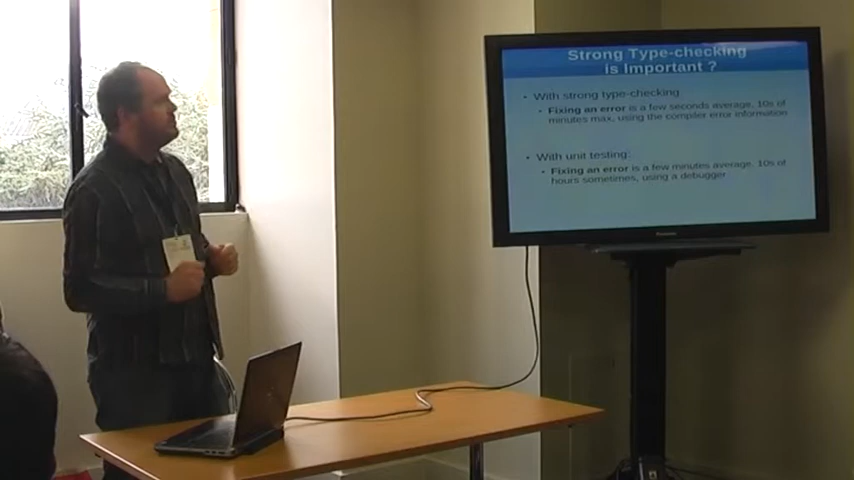 Strong Type-checking
is Important ?
• With strong type-checking:
• Fixing an error is a few seconds average, 10s of
minutes max, using the compiler error information
• With unit testing:
• Fixing an error is a few minutes average, 10s of
hours sometimes, using a debugger
Panasonic